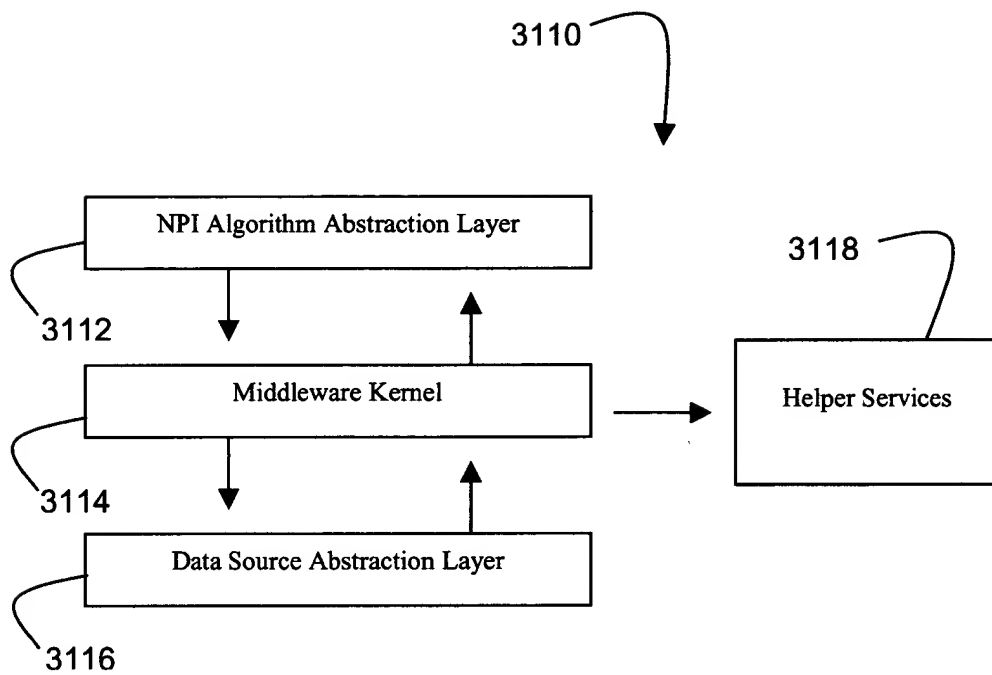 3110
NPI Algorithm Abstraction Layer
3118
3112
Middleware Kernel
Helper Services
3114
Data Source Abstraction Layer
3116